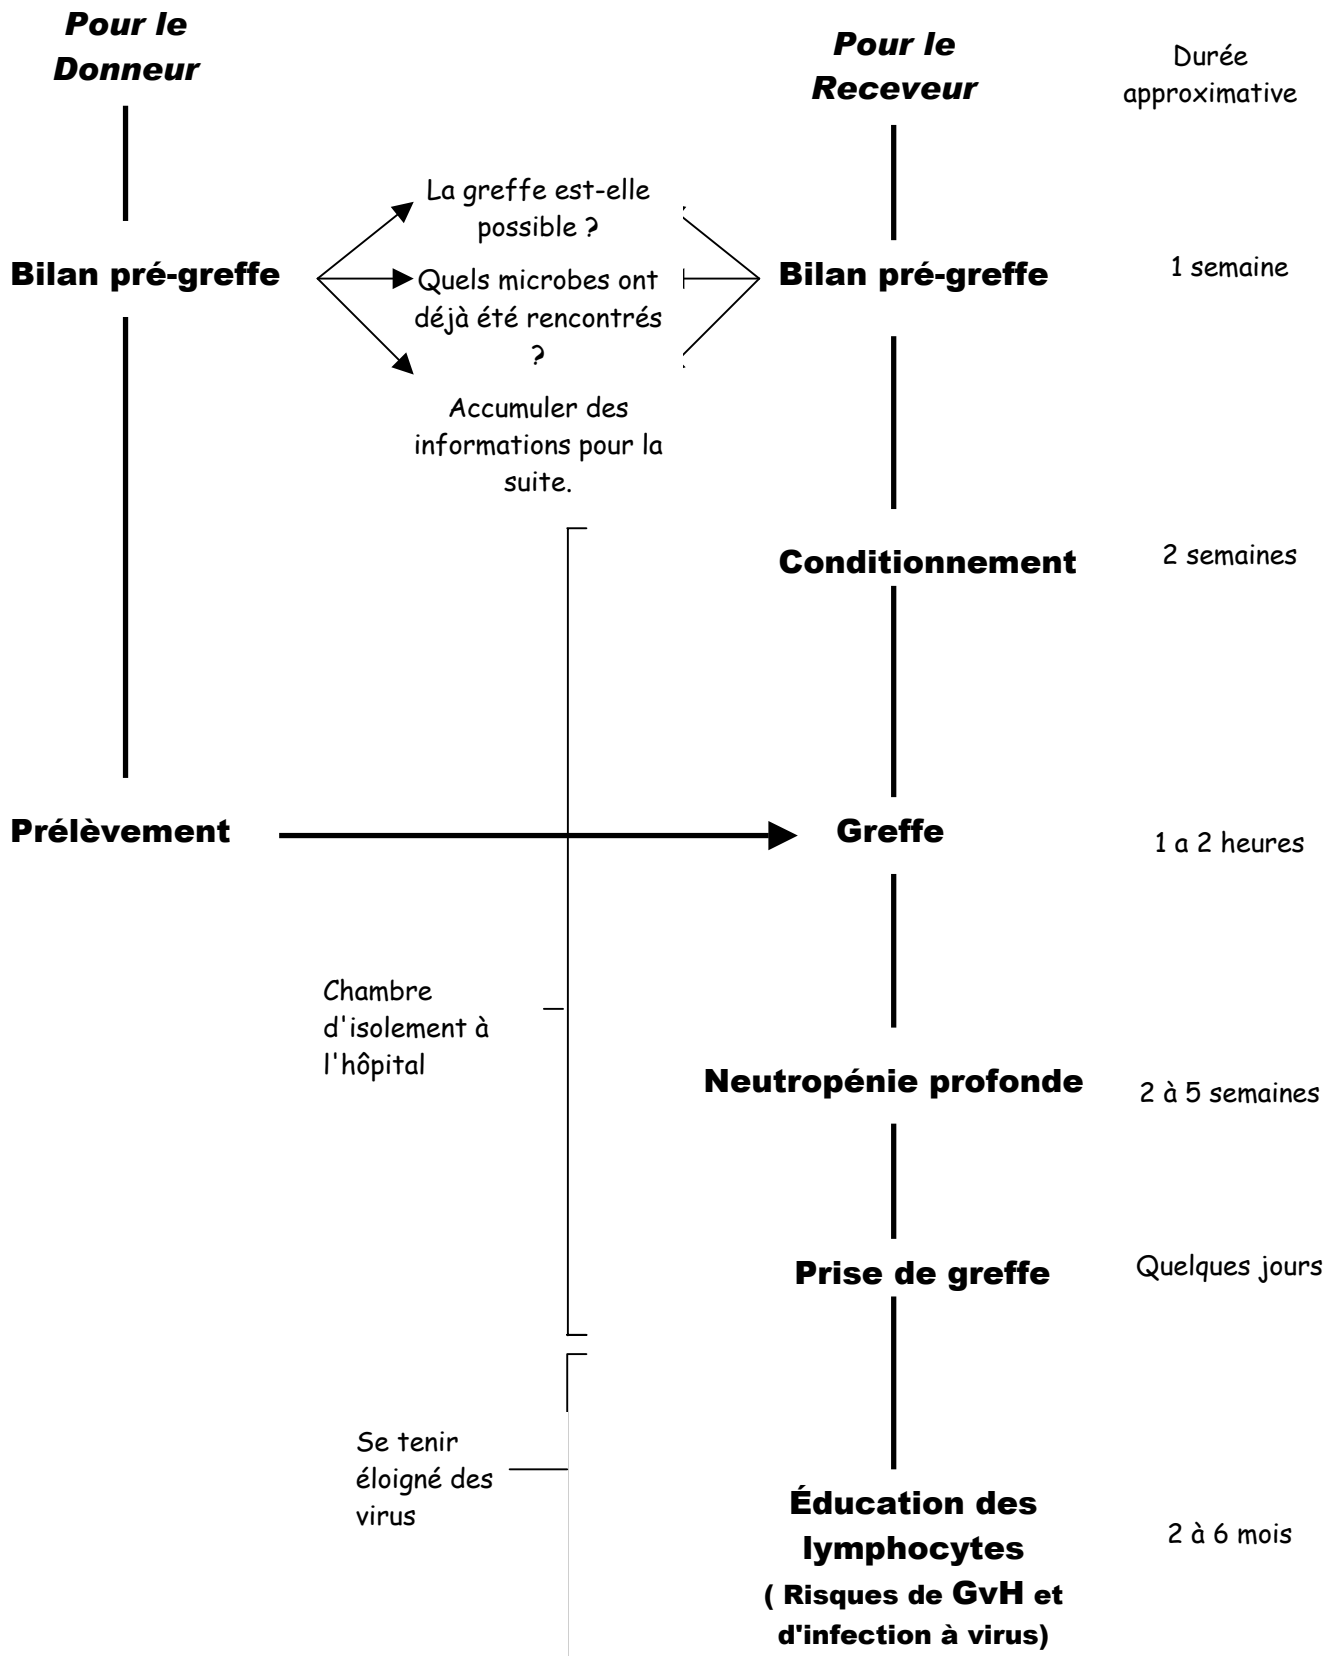 Pour le
Donneur
Pour le
Receveur
Durée
approximative
La greffe est-elle
possible ?
Bilan pré-greffe
Quels microbes ont
déjà été rencontrés
?
Bilan pré-greffe
1 semaine
Accumuler des
informations pour la
suite.
Conditionnement
2 semaines
Prélèvement
Greffe
1 a 2 heures
Chambre
d'isolement à
l'hôpital
Neutropénie profonde
2 à 5 semaines
Prise de greffe
Quelques jours
Se tenir
éloigné des
virus
Éducation des
lymphocytes
( Risques de GvH et
d'infection à virus)
2 à 6 mois